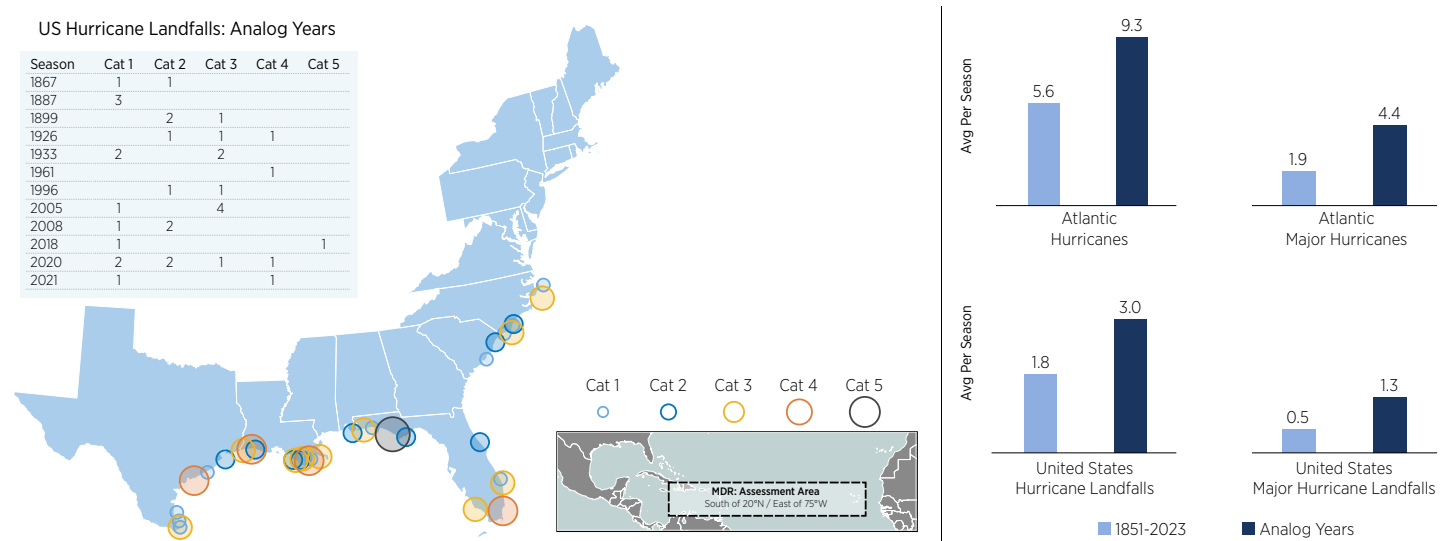 US Hurricane Landfalls: Analog Years
Season Cat 1 Cat 2 Cat 3 Cat 4 Cat 5
1867 1 1
1887 3
1899 2 1
1926 1 1 1
1933 2 2
1961 1
1996 1 1
2005 1 4
2008 1 2
2018 1 1
2020 2 2 1 1
2021 1 1
Cat 1 Cat 2 Cat 3 Cat 4 Cat 5
MDR: Assessment Area
South of 20°N / East of 75°W
Avg Per Season
5.6
9.3
Atlantic
Hurricanes
1.9
4.4
Atlantic
Major Hurricanes
Avg Per Season
1.8
3.0
United States
Hurricane Landfalls
0.5
1.3
United States
Major Hurricane Landfalls
1851-2023 Analog Years